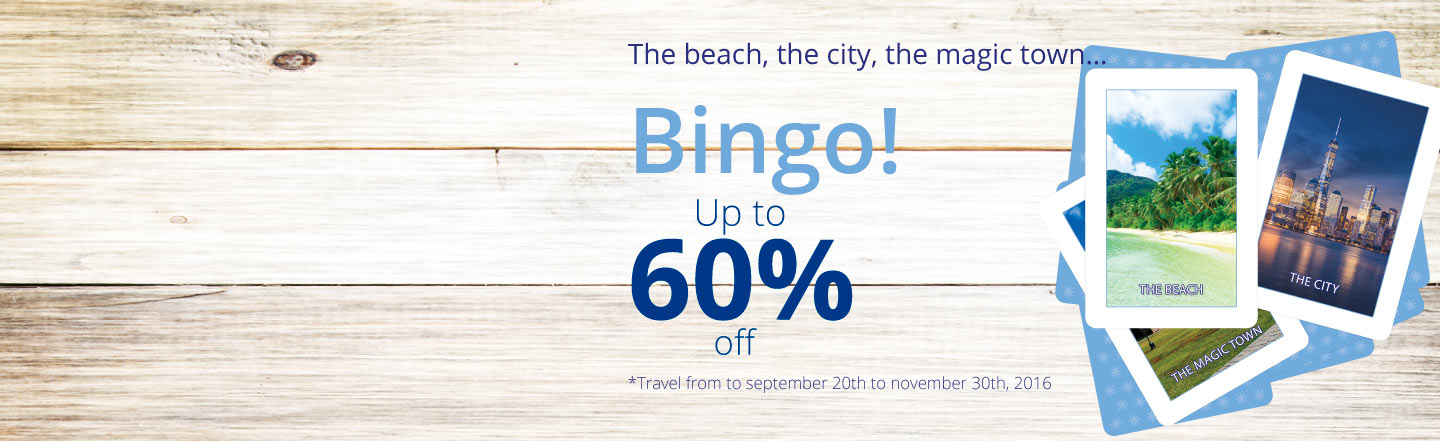 The beach, the city, the magic town...
Bingo!
Up to
60%
off
*Travel from to september 20th to november 30th, 2016
THE BEACH
THE CITY
THE MAGIC TOWN